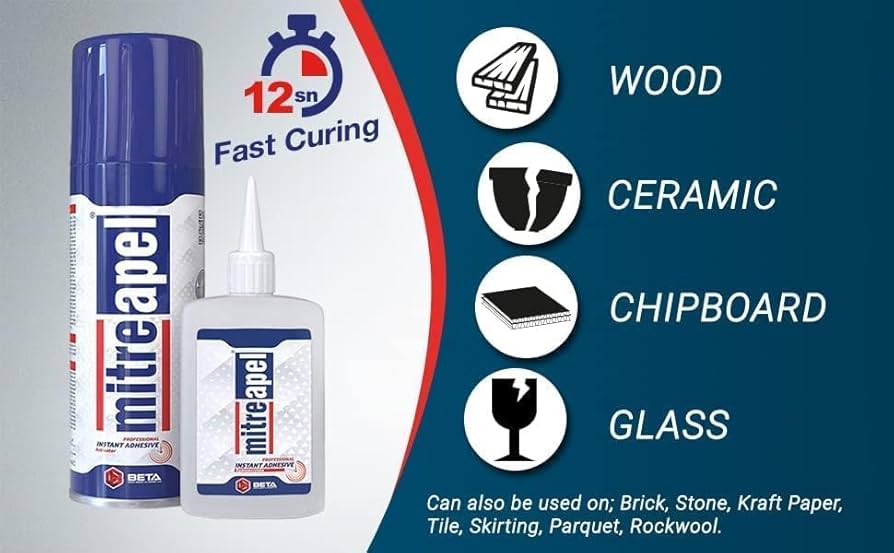 12sn
Fast Curing
mitreapel
PROFESSIONAL
INSTANT ADHESIVE
Activator
BETA
mitreapel
PROFESSIONAL
INSTANT ADHESIVE
BETA
WOOD
CERAMIC
CHIPBOARD
GLASS
Can also be used on; Brick, Stone, Kraft Paper,
Tile, Skirting, Parquet, Rockwool.